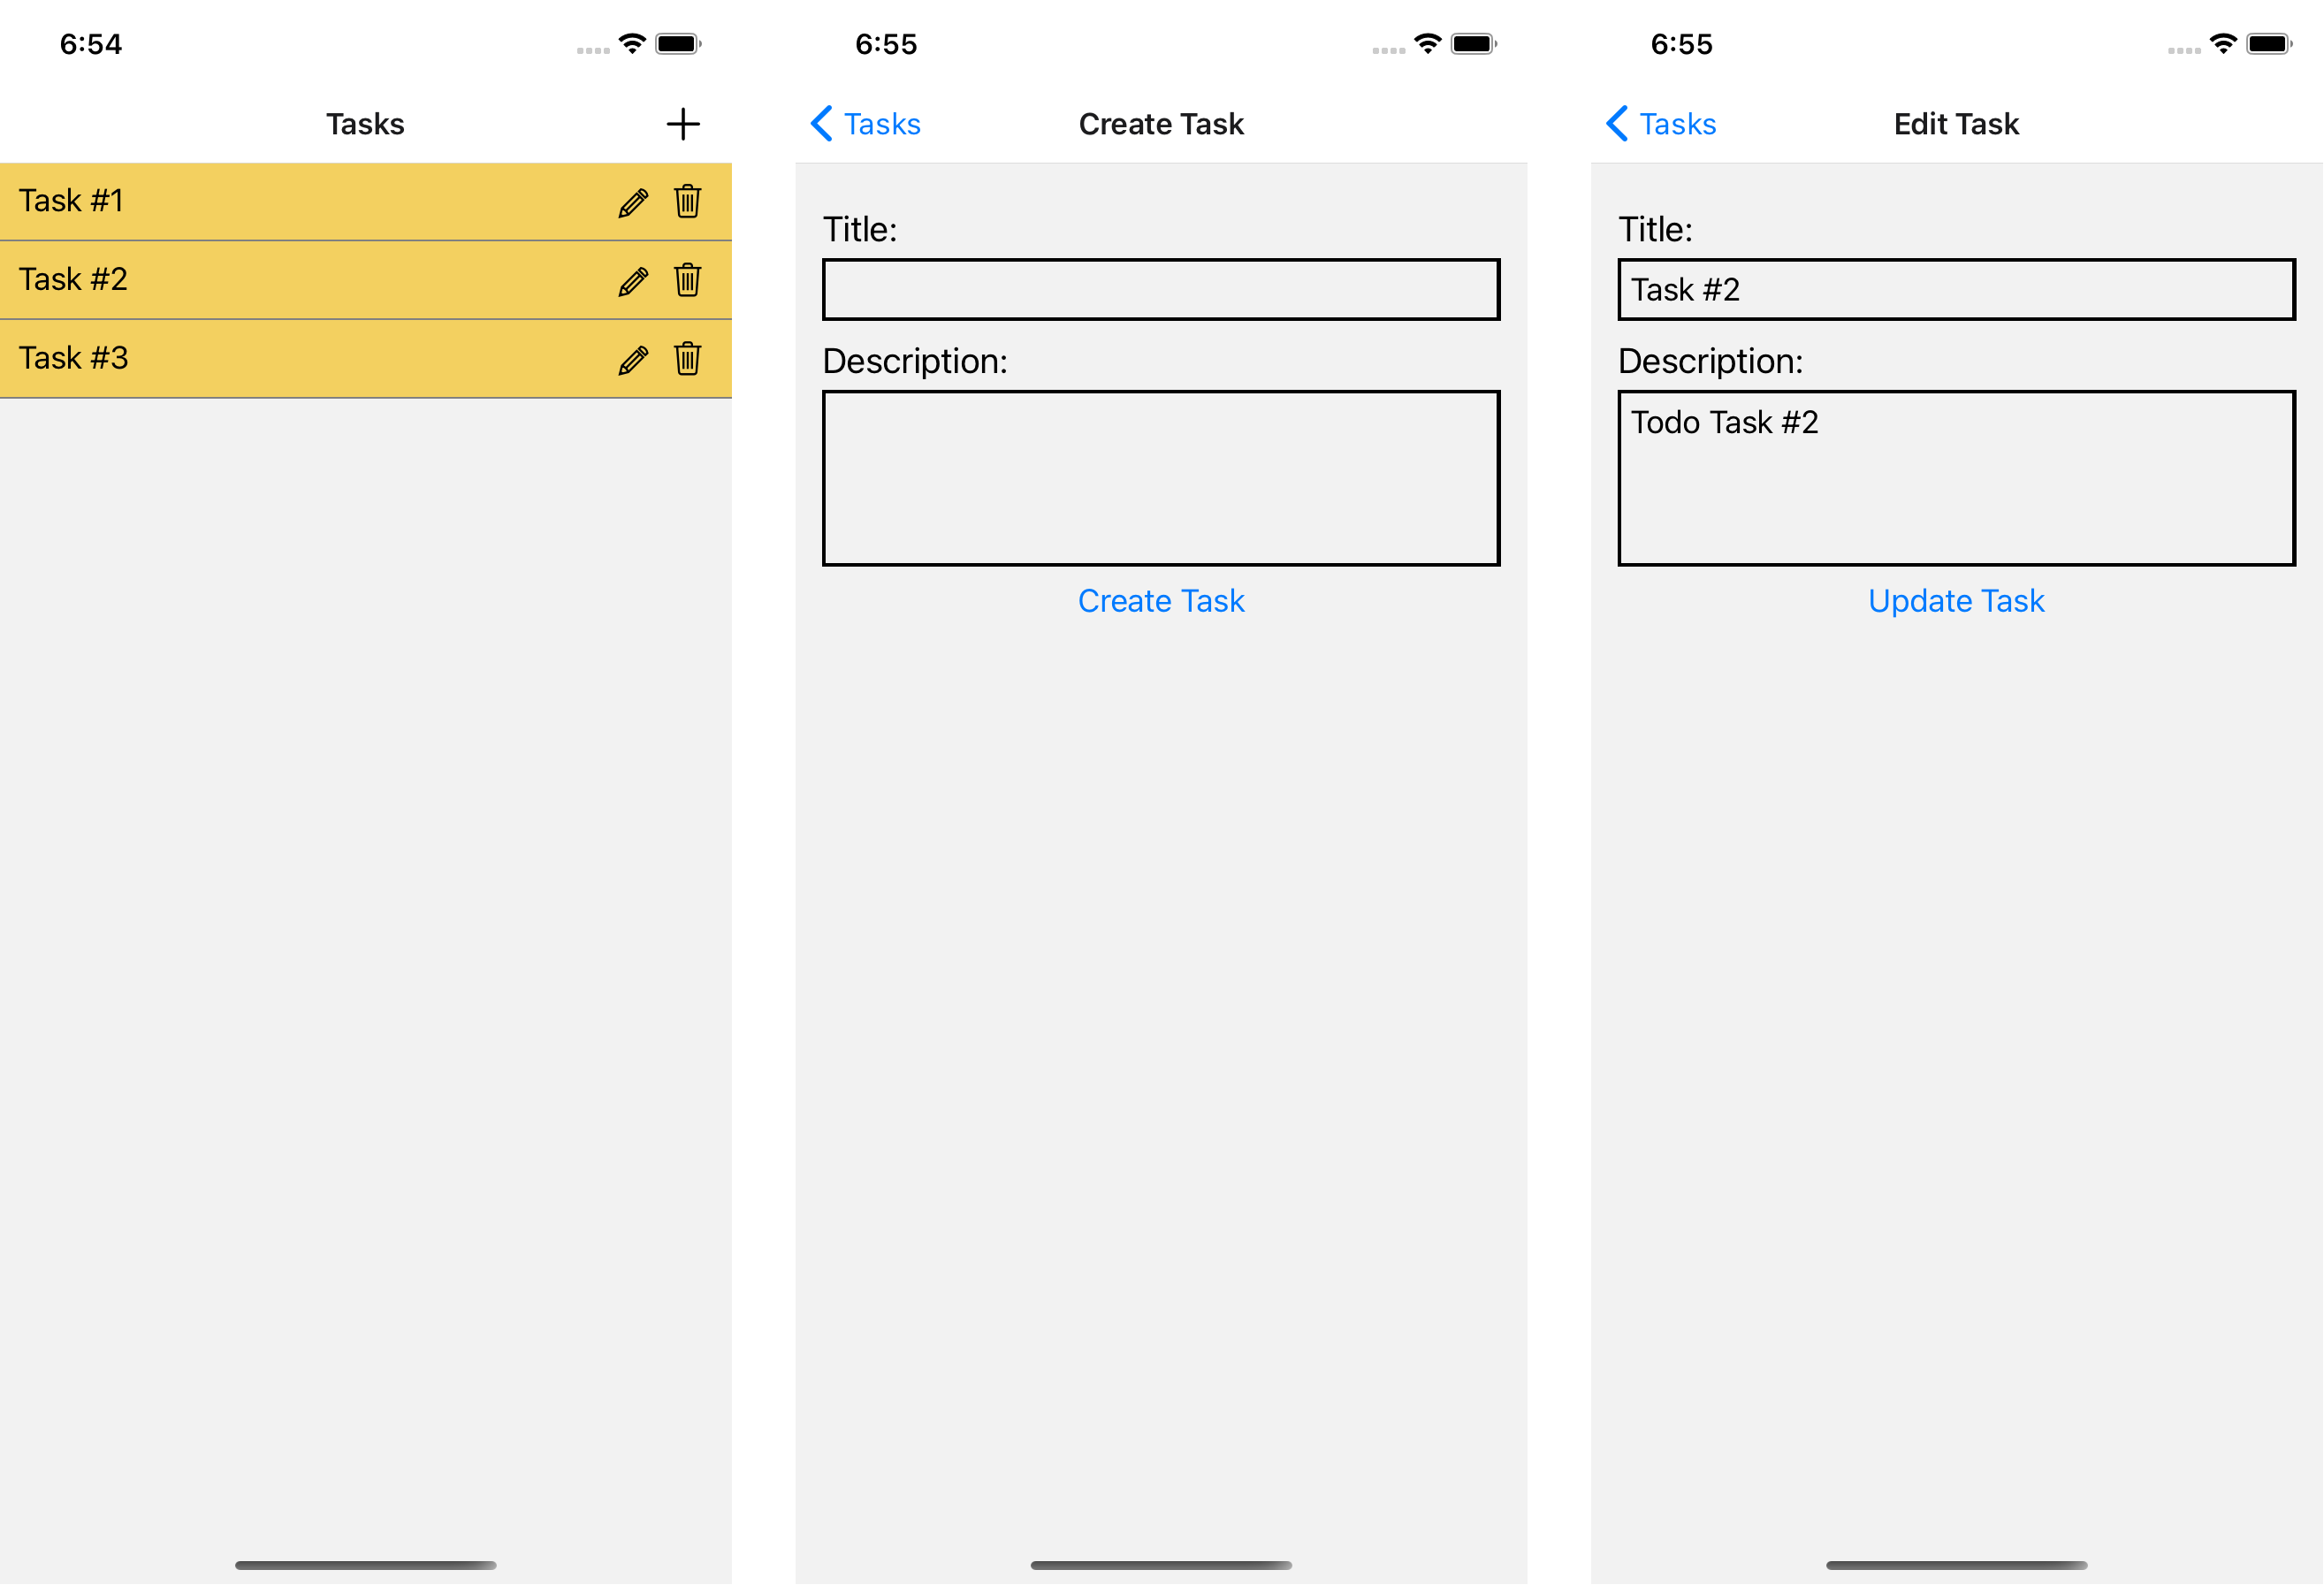 6:54
Tasks
Task #1
Task #2
Task #3
6:55
Tasks
Create Task
Title:
Description:
Create Task
6:55
Tasks
Edit Task
Title:
Task #2
Description:
Todo Task #2
Update Task